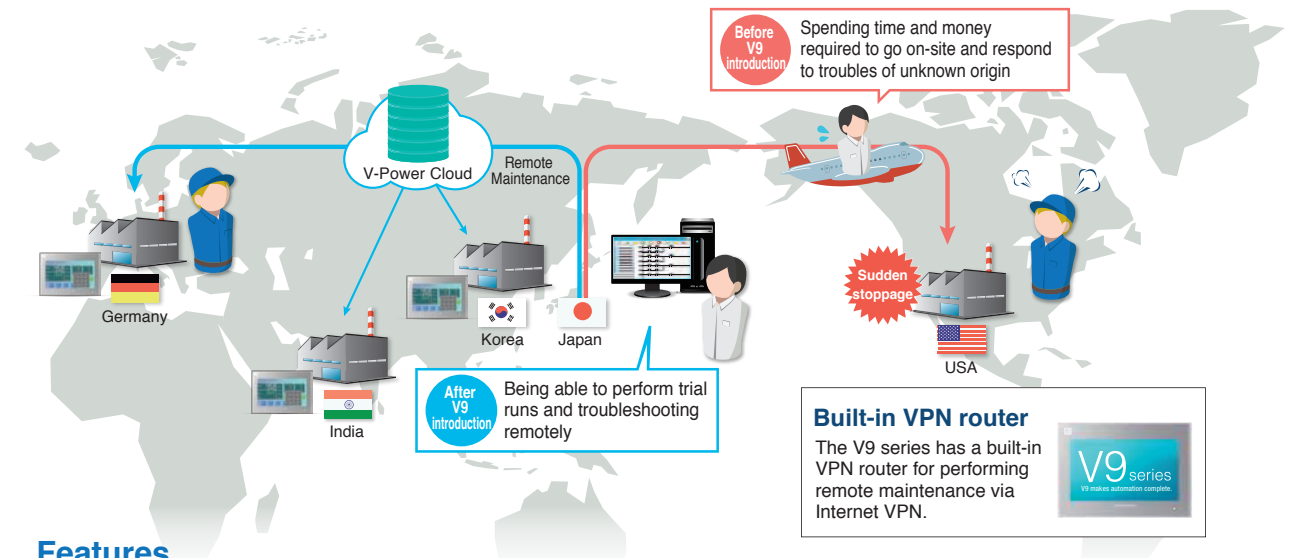 Before
V9
introduction
Spending time and money
required to go on-site and respond
to troubles of unknown origin
V-Power Cloud
Remote
Maintenance
Sudden
stoppage
Germany
Korea
Japan
USA
India
After
V9
introduction
Being able to perform trial
runs and troubleshooting
remotely
Built-in VPN router
The V9 series has a built-in
VPN router for performing
remote maintenance via
Internet VPN.
V9 series
V9 makes automation complete.
Features